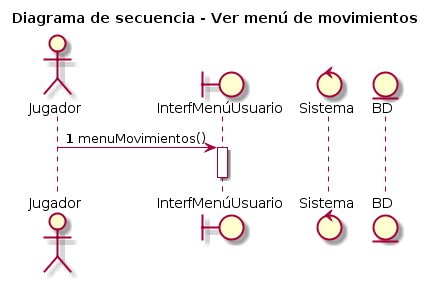 Diagrama de secuencia - Ver menú de movimientos
Jugador InterfMenúUsuario Sistema BD
1 menuMovimientos()
Jugador InterfMenúUsuario Sistema BD